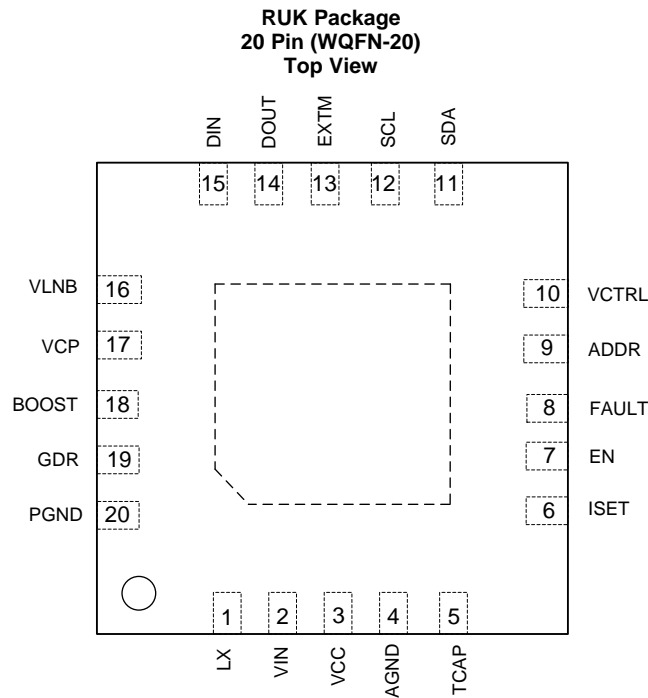 RUK Package
20 Pin (WQFN-20)
Top View
DIN
DOUT
EXTM
SCL
SDA
15
14
13
12
11
VLNB 16
10 VCTRL
VCP 17
9 ADDR
BOOST 18
8 FAULT
GDR 19
7 EN
PGND 20
6 ISET
1
2
3
4
5
LX
VIN
VCC
AGND
TCAP